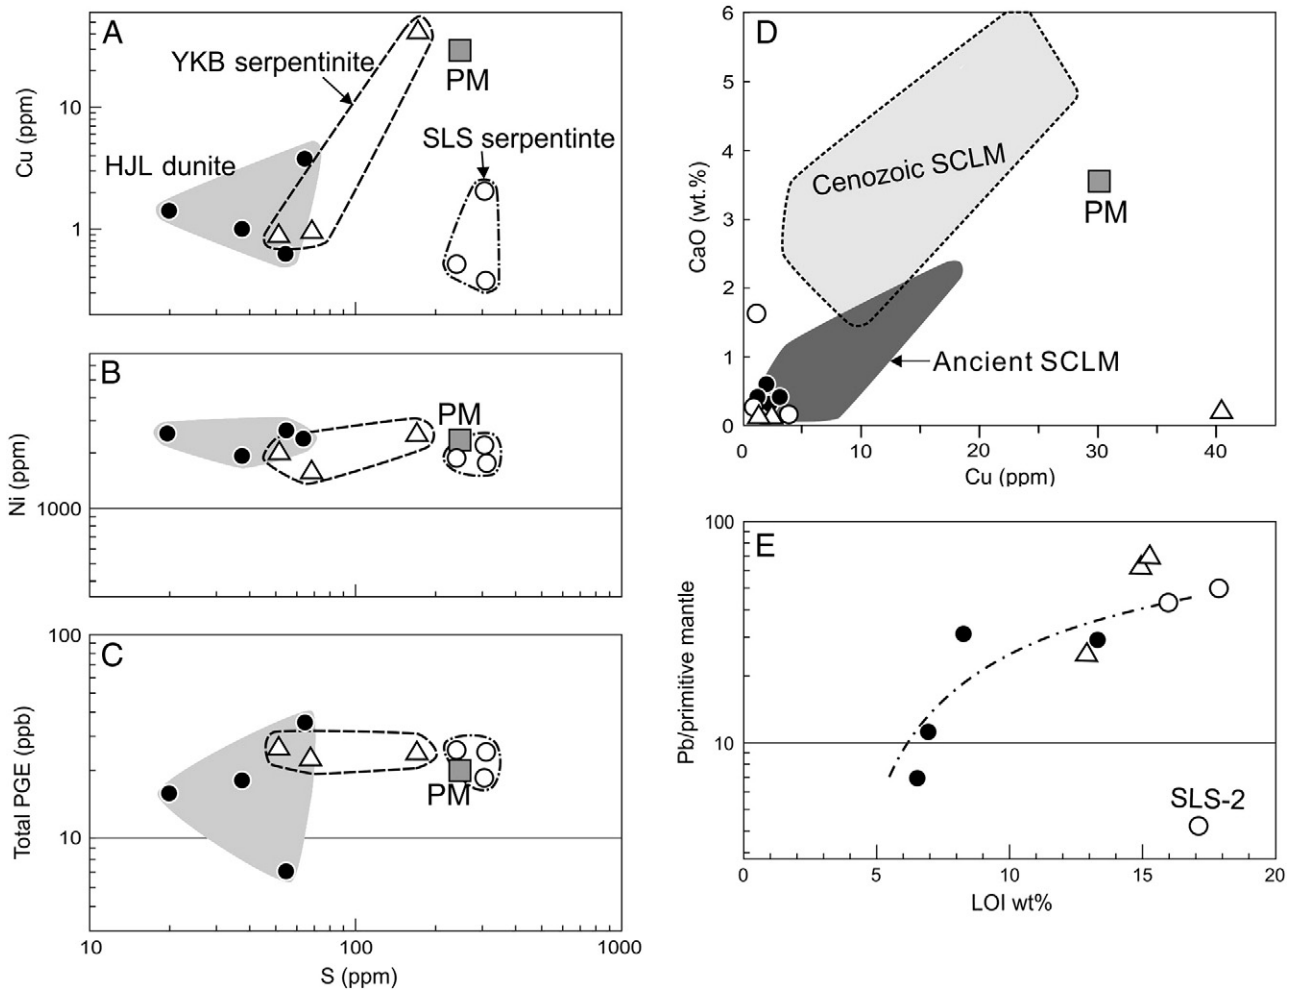 A
YKB serpentinite
PM
SLS serpentinte
HJL dunite
Cu (ppm)
10
1
B
PM
Ni (ppm)
1000
C
PM
Total PGE (ppb)
100
10
10
100
1000
S (ppm)
D
Cenozoic SCLM
PM
Ancient SCLM
CaO (wt.%)
6
5
4
3
2
1
0
0
10
20
30
40
Cu (ppm)
E
SLS-2
Pb/primitive mantle
100
10
0
5
10
15
20
LOI wt%